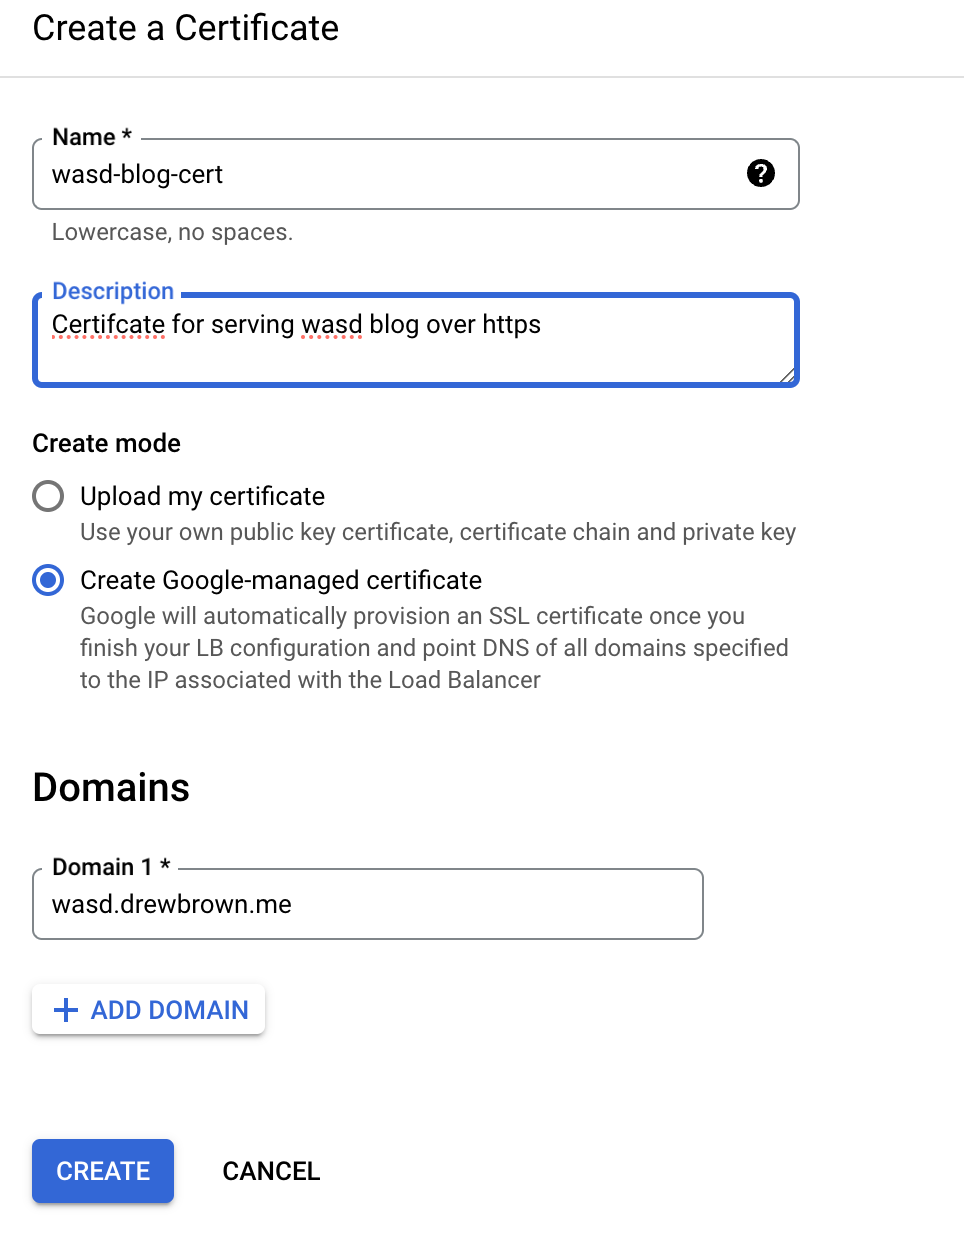 Create a Certificate
Name *
wasd-blog-cert
Lowercase, no spaces.
Description
Certifcate for serving wasd blog over https
Create mode
Upload my certificate
Use your own public key certificate, certificate chain and private key
Create Google-managed certificate
Google will automatically provision an SSL certificate once you
finish your LB configuration and point DNS of all domains specified
to the IP associated with the Load Balancer
Domains
Domain 1 *
wasd.drewbrown.me
+ ADD DOMAIN
CREATE CANCEL